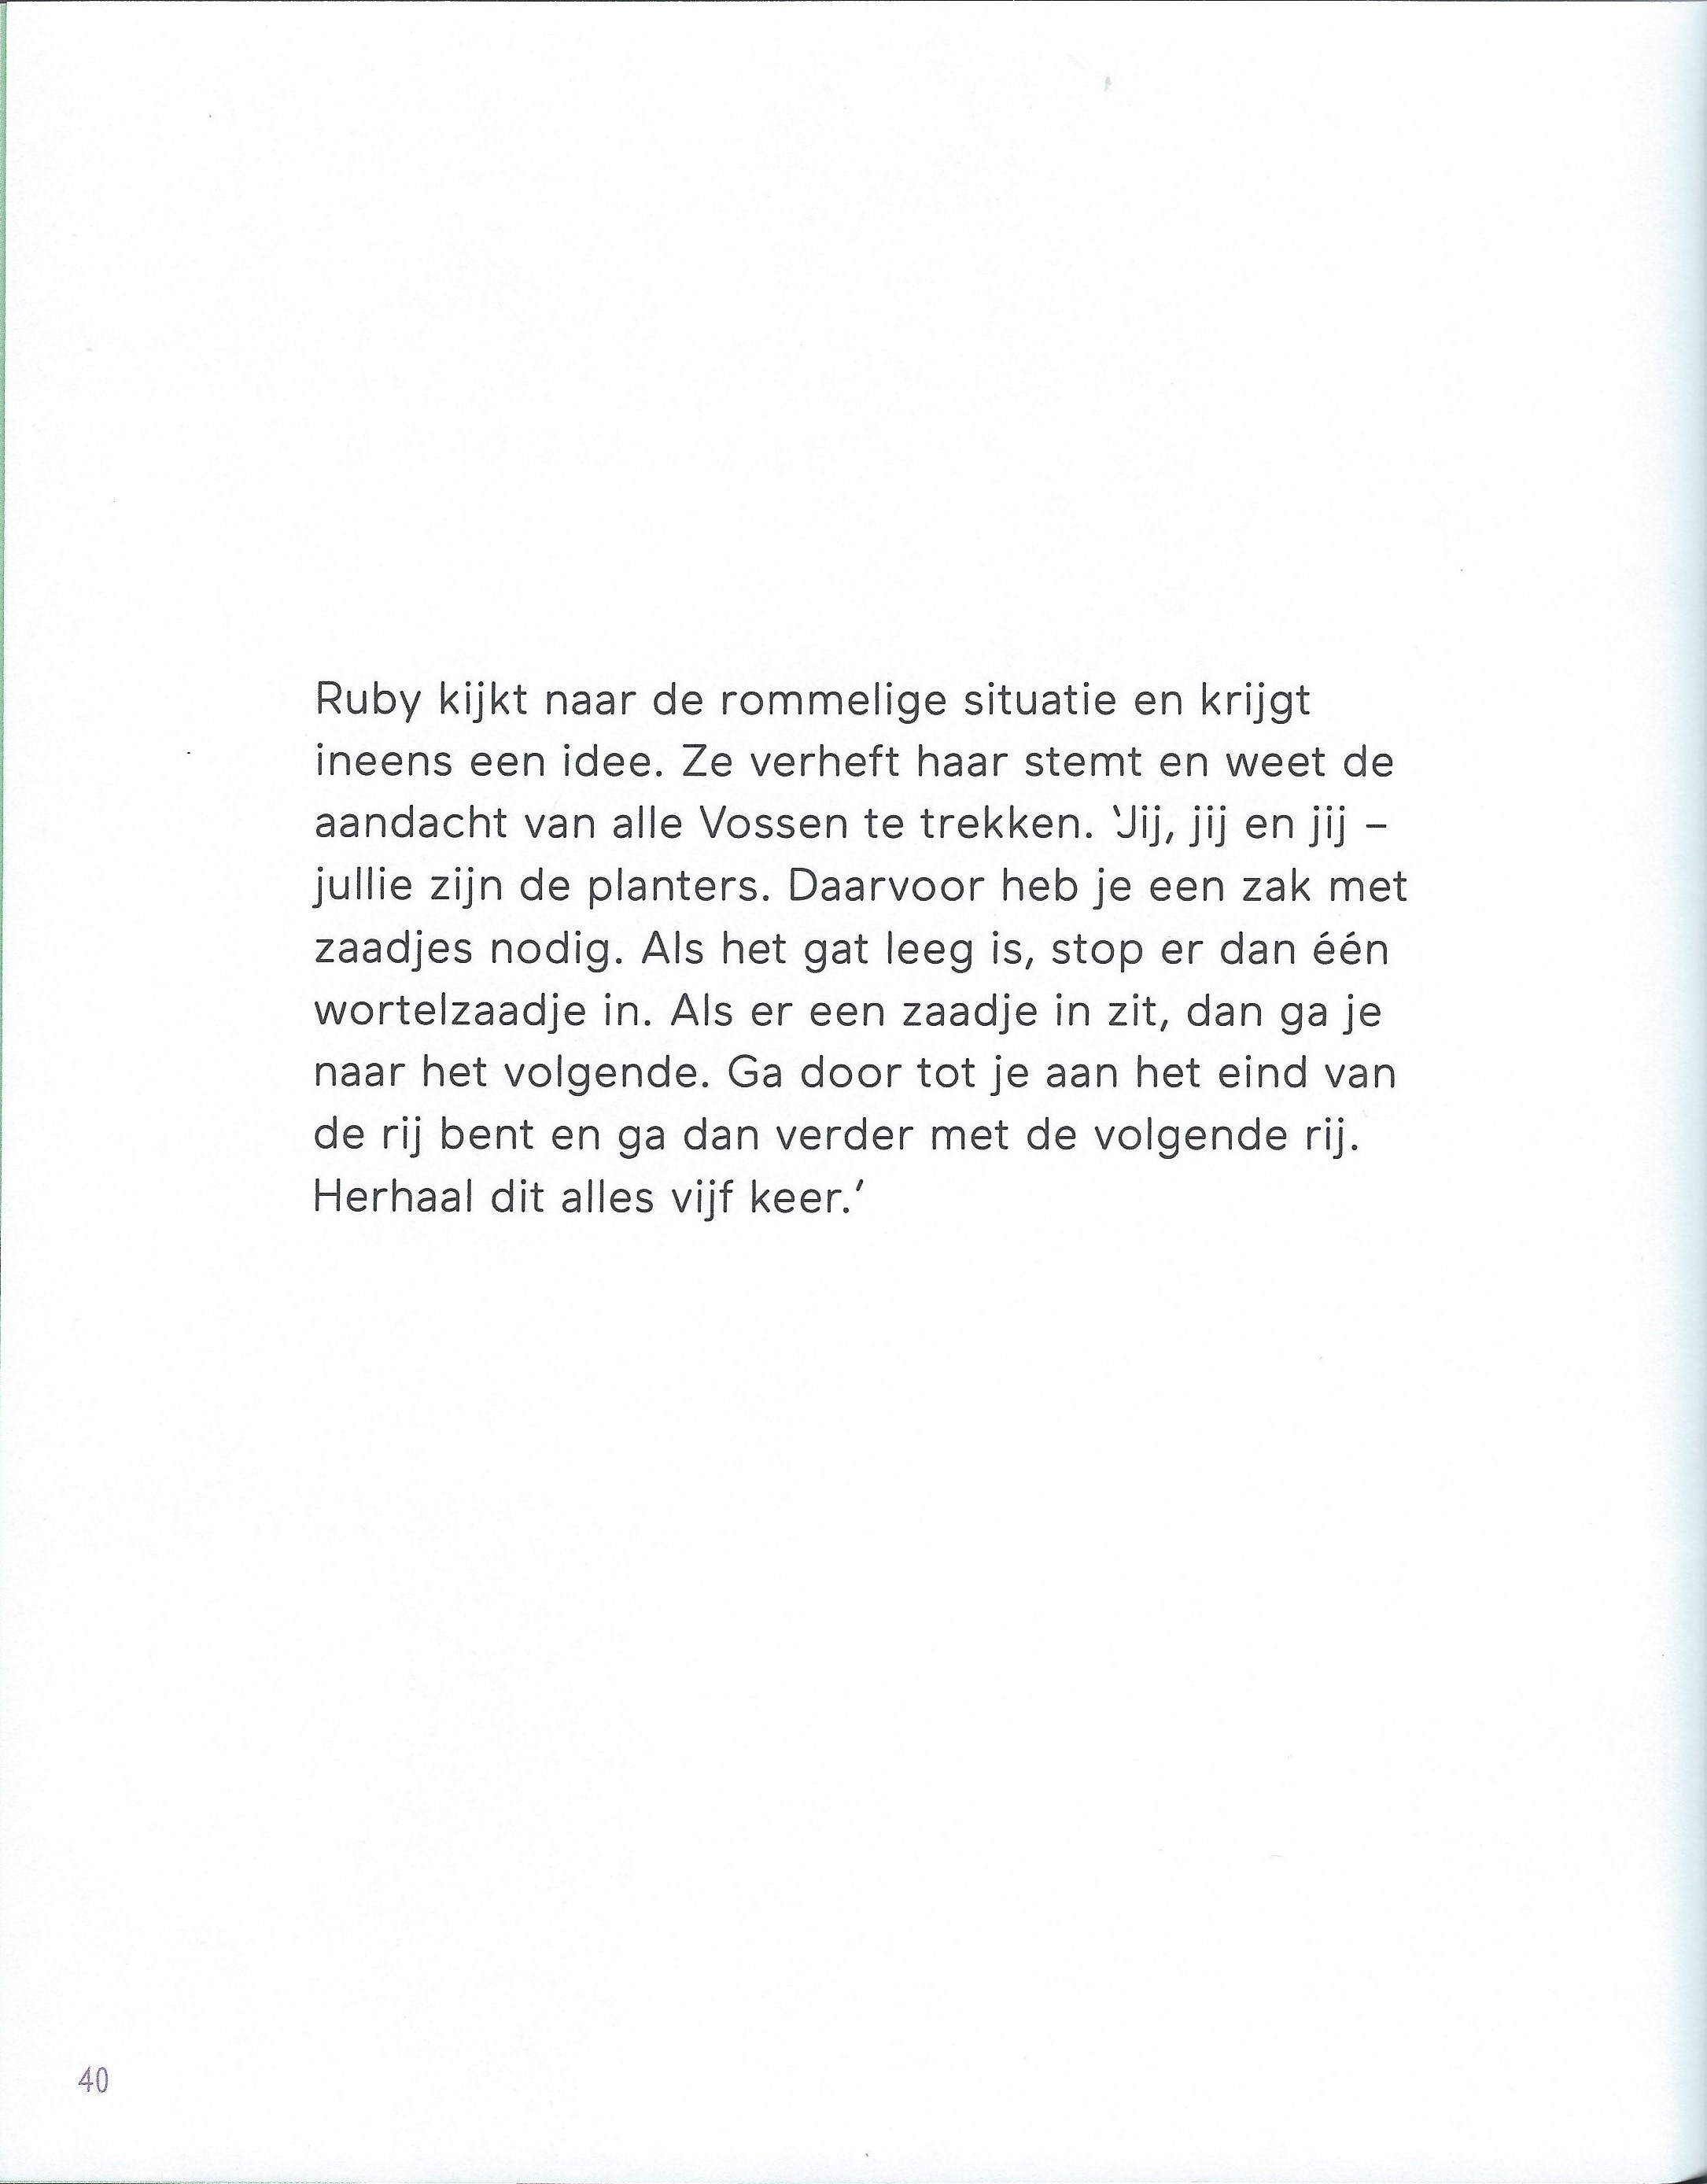 Ruby kijkt naar de rommelige situatie en krijgt
ineens een idee. Ze verheft haar stemt en weet de
aandacht van alle Vossen te trekken. ‘Jij, jij en jij –
jullie zijn de planters. Daarvoor heb je een zak met
zaadjes nodig. Als het gat leeg is, stop er dan één
wortelzaadje in. Als er een zaadje in zit, dan ga je
naar het volgende. Ga door tot je aan het eind van
de rij bent en ga dan verder met de volgende rij.
Herhaal dit alles vijf keer.’
40